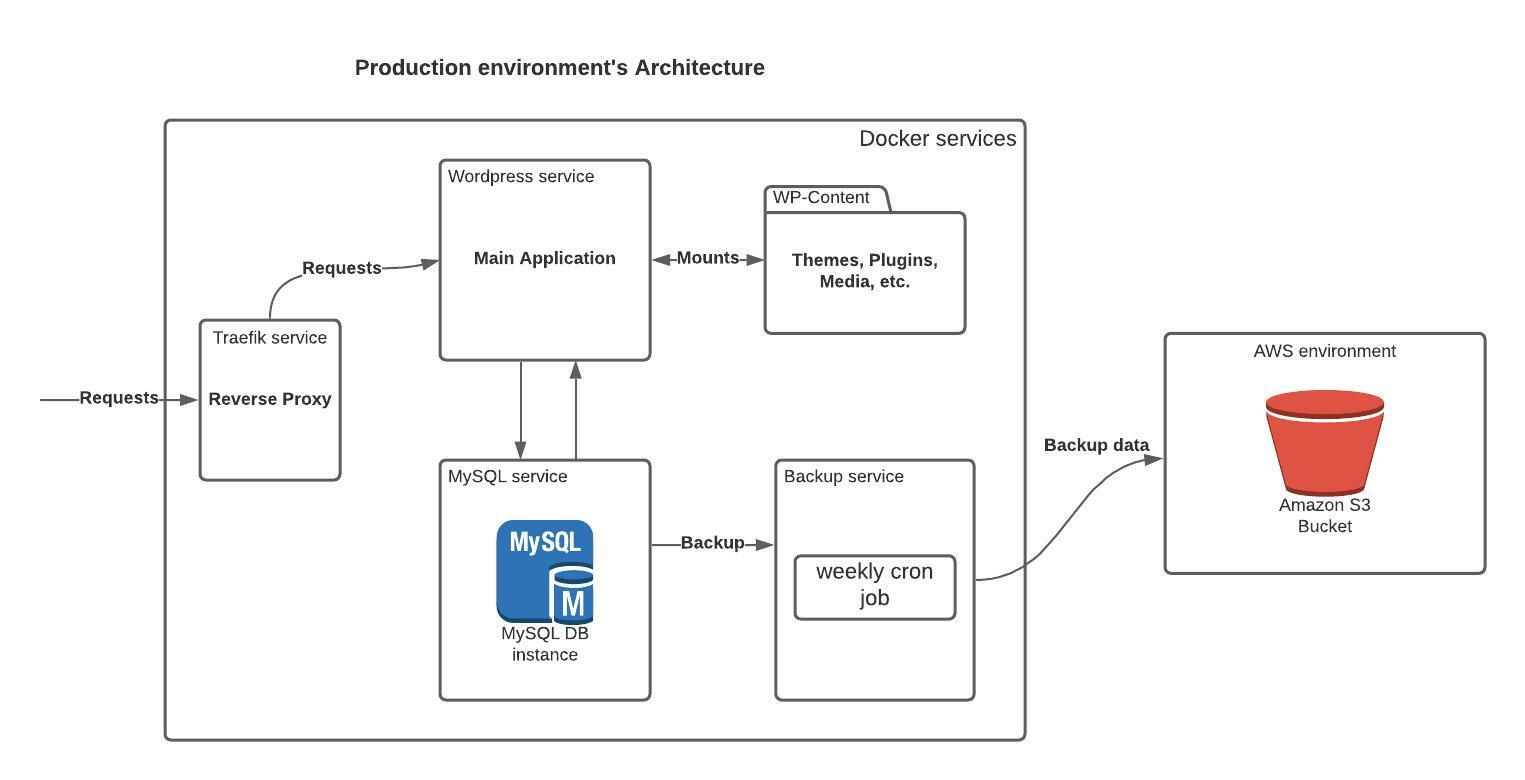 Production environment's Architecture
Docker services
Wordpress service
Main Application
WP-Content
Themes, Plugins,
Media, etc.
Mounts
Requests
Traefik service
Reverse Proxy
Requests
MySQL service
MySQL
M
MySQL DB
instance
Backup
Backup service
weekly cron
job
Backup data
AWS environment
Amazon S3
Bucket